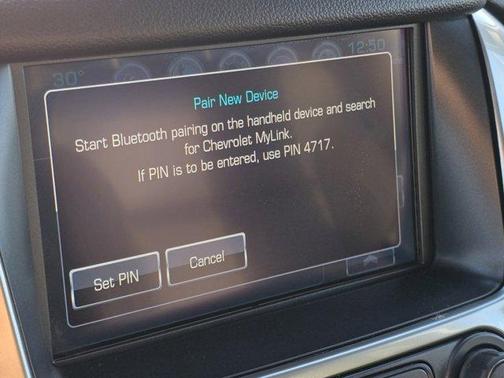 30° 12:50
Pair New Device
Start Bluetooth pairing on the handheld device and search
for Chevrolet MyLink.
If PIN is to be entered, use PIN 4717.
Set PIN Cancel